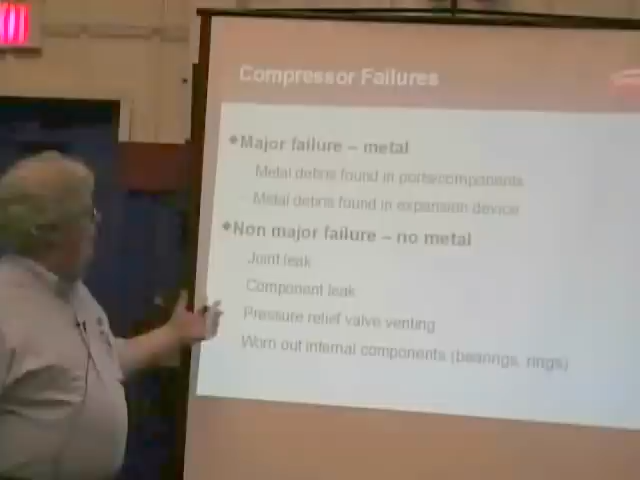 Compressor Failures
Major failure – metal
Metal debris found in ports/components
Metal debris found in expansion device
Non major failure – no metal
Joint leak
Component leak
Pressure relief valve venting
Worn out internal components (bearings, rings)